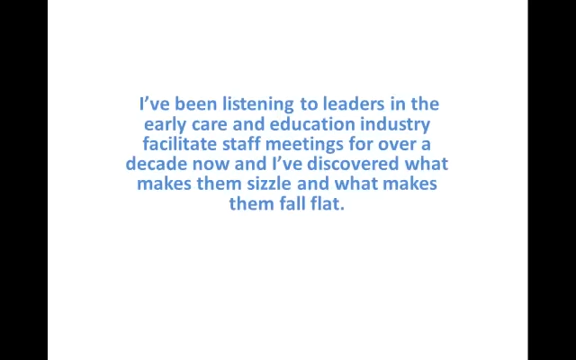 I've been listening to leaders in the
early care and education industry
facilitate staff meetings for over a
decade now and I've discovered what
makes them sizzle and what makes
them fall flat.